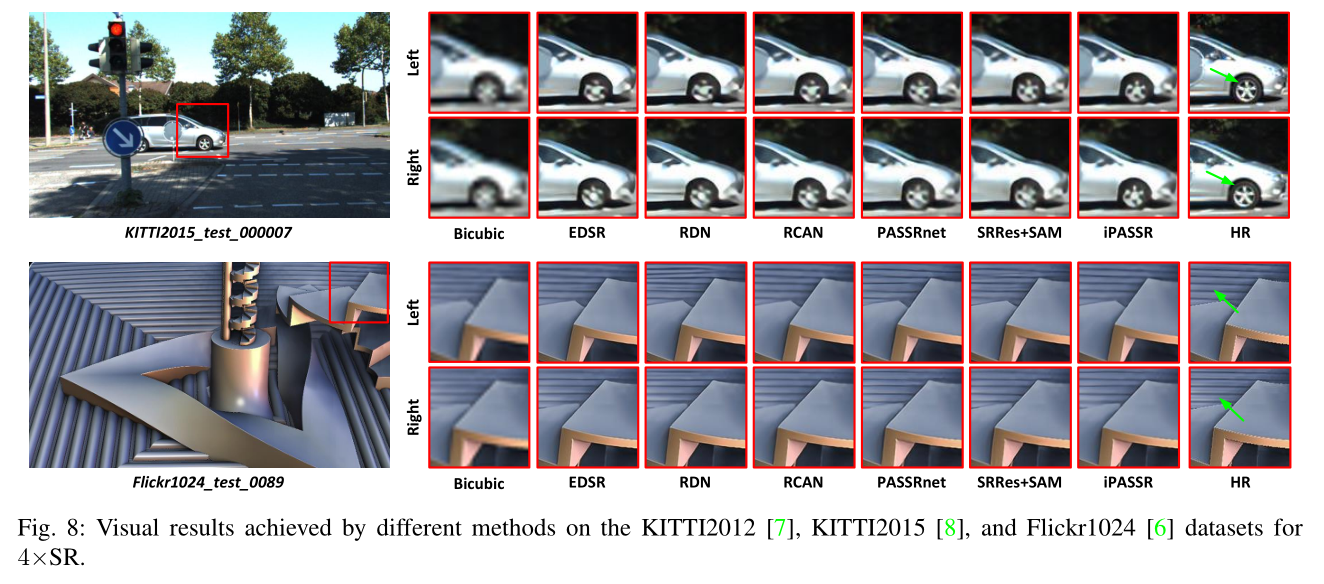 Left
Right
Bicubic EDSR RDN RCAN PASSRnet SRRes+SAM iPASSR HR
KITTI2015_test_000007
Left
Right
Bicubic EDSR RDN RCAN PASSRnet SRRes+SAM iPASSR HR
Flickr1024_test_0089
Fig. 8: Visual results achieved by different methods on the KITTI2012 [7], KITTI2015 [8], and Flickr1024 [6] datasets for
4×SR.